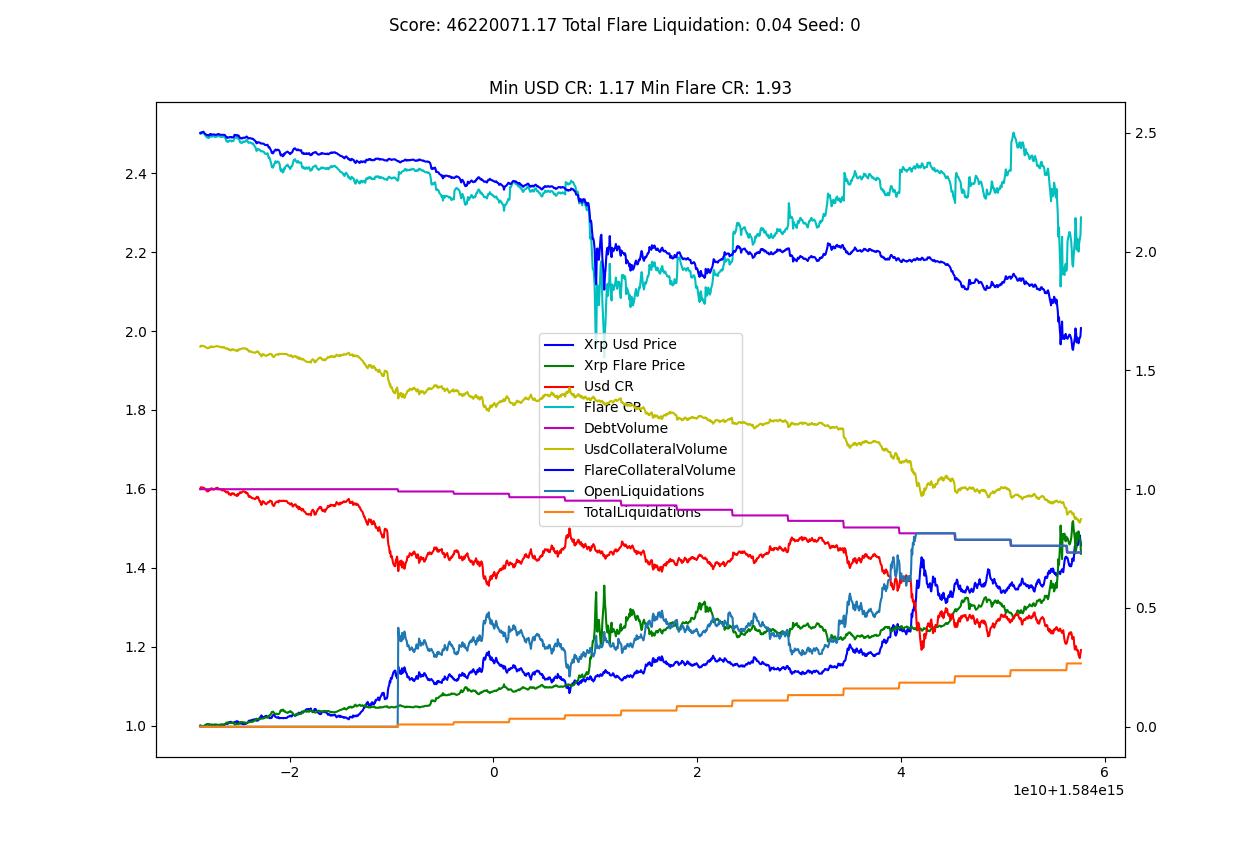 Score: 46220071.17 Total Flare Liquidation: 0.04 Seed: 0
Min USD CR: 1.17 Min Flare CR: 1.93
2.4
2.2
2.0
1.8
1.6
1.4
1.2
1.0
2.5
2.0
1.5
1.0
0.5
0.0
Xrp Usd Price
Xrp Flare Price
Usd CR
Flare CR
DebtVolume
UsdCollateralVolume
FlareCollateralVolume
OpenLiquidations
TotalLiquidations
−2 0 2 4 6
1e10+1.584e15